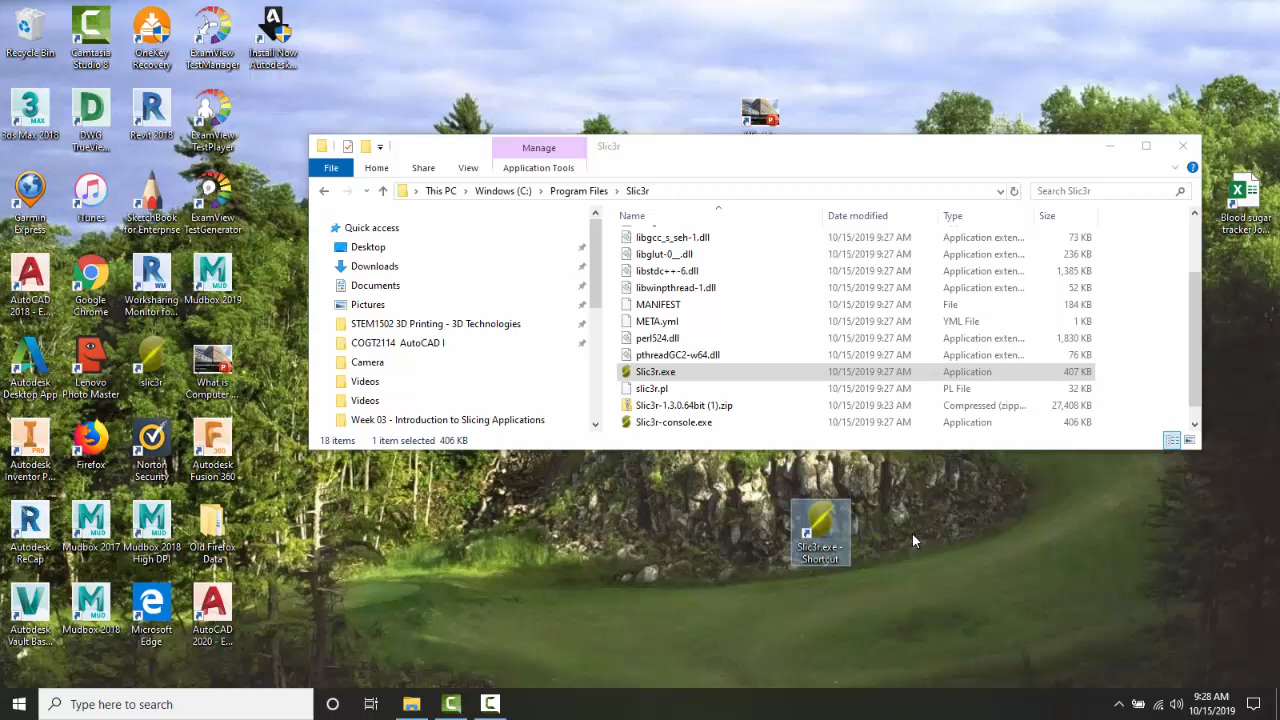 Recycle Bin
Camtasia
Studio 8
OneKey
Recovery
ExamView
TestManager
Install Now
Autodesk...
3ds Max 2018
DWG
TrueView...
Revit 2018
ExamView
TestPlayer
Garmin
Express
iTunes
SketchBook
for Enterprise
ExamView
TestGenerator
AutoCAD
2018 - E...
Google
Chrome
Worksharing
Monitor fo...
Mudbox 2019
Autodesk
Desktop App
Lenovo
Photo Master
slic3r
What is
Computer ...
Autodesk
Inventor P...
Firefox
Norton
Security
Autodesk
Fusion 360
Autodesk
ReCap
Mudbox 2017
Mudbox 2018
High DPI
Old Firefox
Data
Autodesk
Vault Bas...
Mudbox 2018
Microsoft
Edge
AutoCAD
2020 - E...
Blood sugar
tracker Jo...
Manage
Slic3r
File
Home
Share
View
Application Tools
This PC
Windows (C:)
Program Files
Slic3r
Search Slic3r
Quick access
Desktop
Downloads
Documents
Pictures
STEM1502 3D Printing - 3D Technologies
COGT2114 AutoCAD I
Camera
Videos
Videos
Week 03 - Introduction to Slicing Applications
Name Date modified Type Size
libgcc_s_seh-1.dll 10/15/2019 9:27 AM Application exten... 73 KB
libglut-0__.dll 10/15/2019 9:27 AM Application exten... 236 KB
libstdc++-6.dll 10/15/2019 9:27 AM Application exten... 1,385 KB
libwinpthread-1.dll 10/15/2019 9:27 AM Application exten... 52 KB
MANIFEST 10/15/2019 9:27 AM File 184 KB
META.yml 10/15/2019 9:27 AM YML File 1 KB
perl524.dll 10/15/2019 9:27 AM Application exten... 1,830 KB
pthreadGC2-w64.dll 10/15/2019 9:27 AM Application exten... 76 KB
Slic3r.exe 10/15/2019 9:27 AM Application 407 KB
slic3r.pl 10/15/2019 9:27 AM PL File 32 KB
Slic3r-1.3.0.64bit (1).zip 10/15/2019 9:23 AM Compressed (zipp... 27,408 KB
Slic3r-console.exe 10/15/2019 9:27 AM Application 406 KB
18 items 1 item selected 406 KB
Slic3r.exe -
Shortcut
Type here to search
9:28 AM
10/15/2019